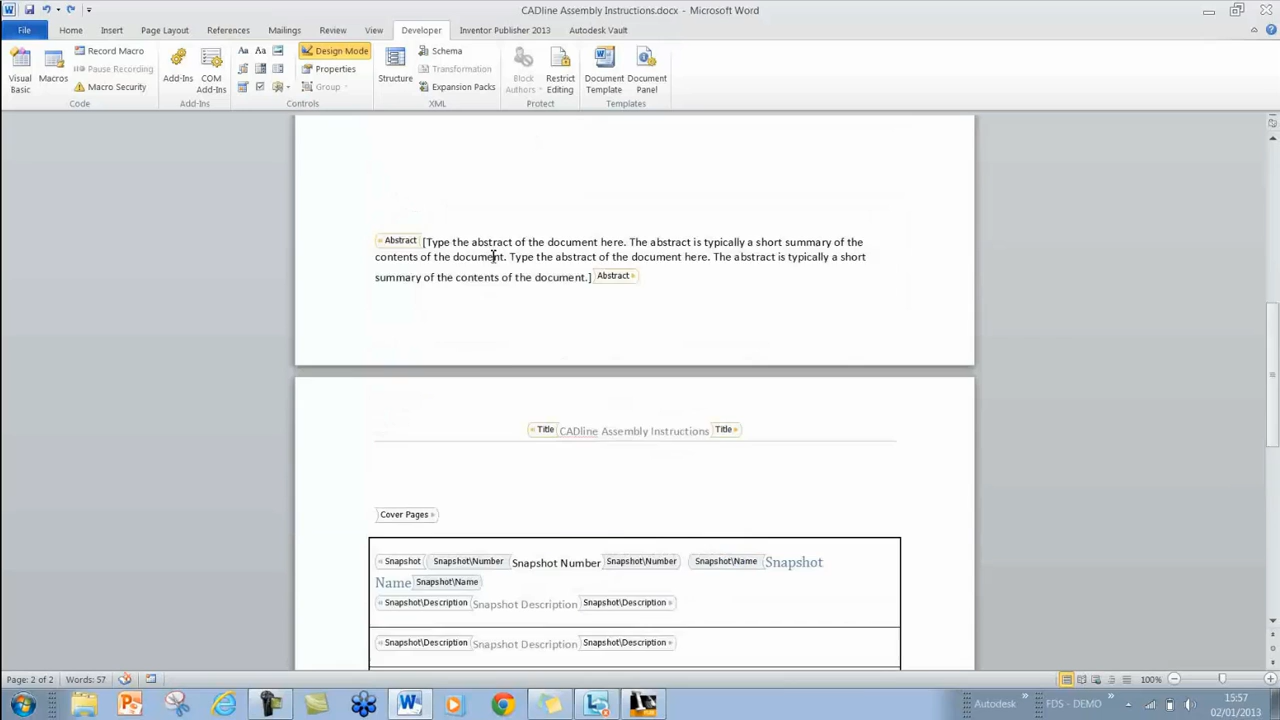 CADline Assembly Instructions.docx - Microsoft Word
File Home Insert Page Layout References Mailings Review View Developer Inventor Publisher 2013 Autodesk Vault
Visual Basic
Macros
Record Macro
Pause Recording
Macro Security
Code
Add-Ins
COM Add-Ins
Add-Ins
Aa Aa
Design Mode
Properties
Group
Controls
Structure
Schema
Transformation
Expansion Packs
XML
Block Authors
Restrict Editing
Protect
Document Template
Document Panel
Templates
Abstract [Type the abstract of the document here. The abstract is typically a short summary of the
contents of the document. Type the abstract of the document here. The abstract is typically a short
summary of the contents of the document.] Abstract
Title CADline Assembly Instructions Title
Cover Pages
Snapshot Snapshot\Number Snapshot Number Snapshot\Number Snapshot\Name Snapshot
Name Snapshot\Name
Snapshot\Description Snapshot Description Snapshot\Description
Snapshot\Description Snapshot Description Snapshot\Description
Page: 2 of 2 Words: 57 100%
Autodesk FDS - DEMO 15:57
02/01/2013